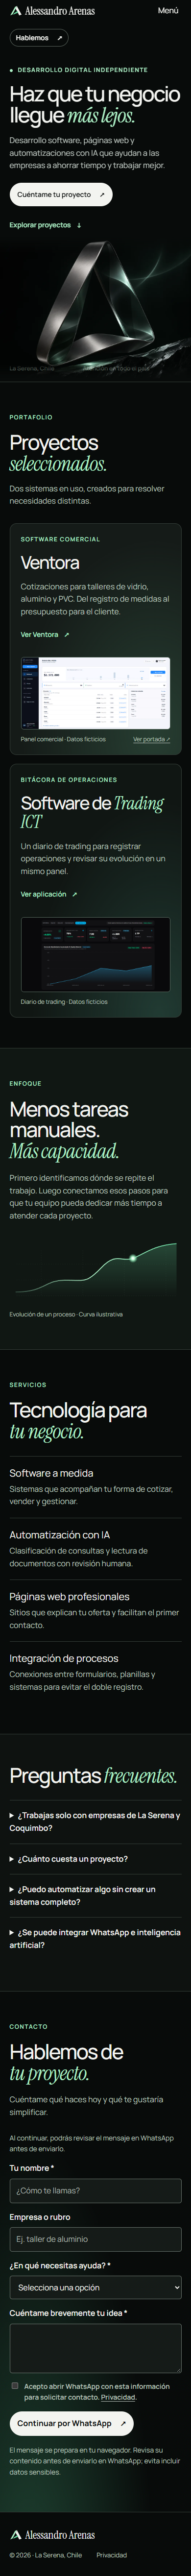 Alessandro Arenas
Menú
Hablemos ↗
DESARROLLO DIGITAL INDEPENDIENTE
Haz que tu negocio
llegue más lejos.
Desarrollo software, páginas web y
automatizaciones con IA que ayudan a las
empresas a ahorrar tiempo y trabajar mejor.
Cuéntame tu proyecto ↗
Explorar proyectos ↓
La Serena, Chile
PORTAFOLIO
Proyectos
seleccionados.
Dos sistemas en uso, creados para resolver
necesidades distintas.
SOFTWARE COMERCIAL
Ventora
Cotizaciones para talleres de vidrio,
aluminio y PVC. Del registro de medidas al
presupuesto para el cliente.
Ver Ventora ↗
Panel comercial · Datos ficticios
Ver portada ↗
BITÁCORA DE OPERACIONES
Software de Trading
ICT
Un diario de trading para registrar
operaciones y revisar su evolución en un
mismo panel.
Ver aplicación ↗
Diario de trading · Datos ficticios
ENFOQUE
Menos tareas
manuales.
Más capacidad.
Primero identificamos dónde se repite el
trabajo. Luego conectamos esos pasos para
que tu equipo pueda dedicar más tiempo a
atender cada proyecto.
Evolución de un proceso · Curva ilustrativa
SERVICIOS
Tecnología para
tu negocio.
Software a medida
Sistemas que acompañan tu forma de cotizar,
vender y gestionar.
Automatización con IA
Clasificación de consultas y lectura de
documentos con revisión humana.
Páginas web profesionales
Sitios que explican tu oferta y facilitan el primer
contacto.
Integración de procesos
Conexiones entre formularios, planillas y
sistemas para evitar el doble registro.
Preguntas frecuentes.
¿Trabajas solo con empresas de La Serena y
Coquimbo?
¿Cuánto cuesta un proyecto?
¿Puedo automatizar algo sin crear un
sistema completo?
¿Se puede integrar WhatsApp e inteligencia
artificial?
CONTACTO
Hablemos de
tu proyecto.
Cuéntame qué haces hoy y qué te gustaría
simplificar.
Al continuar, podrás revisar el mensaje en WhatsApp
antes de enviarlo.
Tu nombre *
¿Cómo te llamas?
Empresa o rubro
Ej. taller de aluminio
¿En qué necesitas ayuda? *
Selecciona una opción
Cuéntame brevemente tu idea *
Acepto abrir WhatsApp con esta información
para solicitar contacto. Privacidad.
Continuar por WhatsApp ↗
El mensaje se prepara en tu navegador. Revisa su
contenido antes de enviarlo en WhatsApp; evita incluir
datos sensibles.
Alessandro Arenas
© 2026 · La Serena, Chile
Privacidad